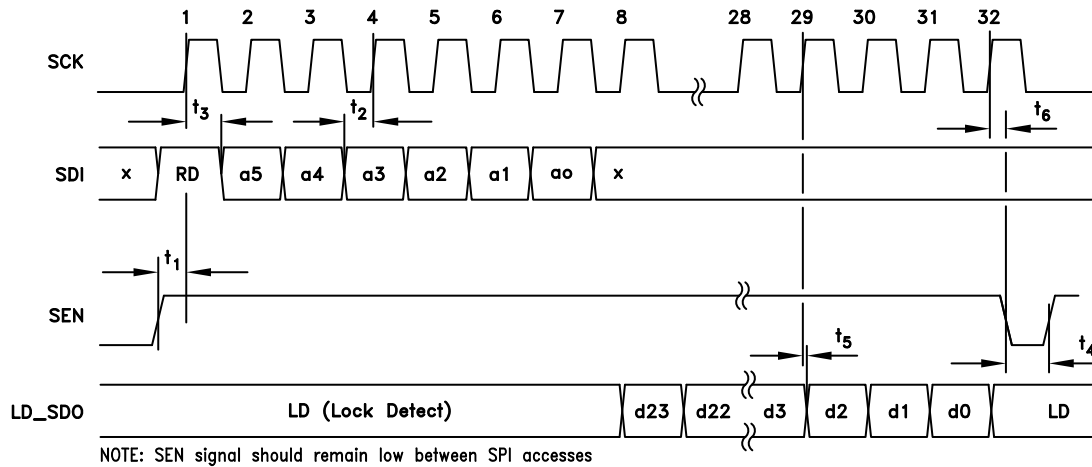 1 2 3 4 5 6 7 8 28 29 30 31 32
SCK
t3 t2 t6
SDI x RD a5 a4 a3 a2 a1 ao x
t1
SEN
t5 t4
LD_SDO LD (Lock Detect) d23 d22 d3 d2 d1 d0 LD
NOTE: SEN signal should remain low between SPI accesses